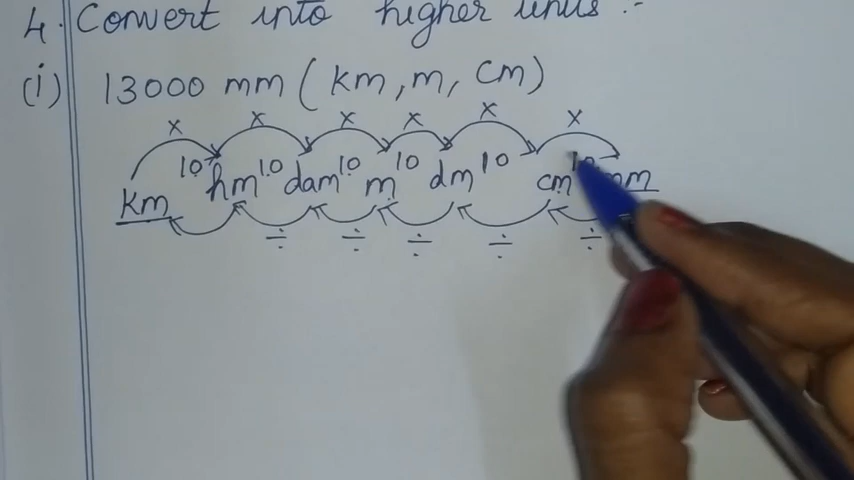 4. Convert into higher units :-
(i) 13000 mm (km, m, cm)
x x x x x x
km 10 hm 10 dam 10 m 10 dm 10 cm 10 mm
÷ ÷ ÷ ÷ ÷